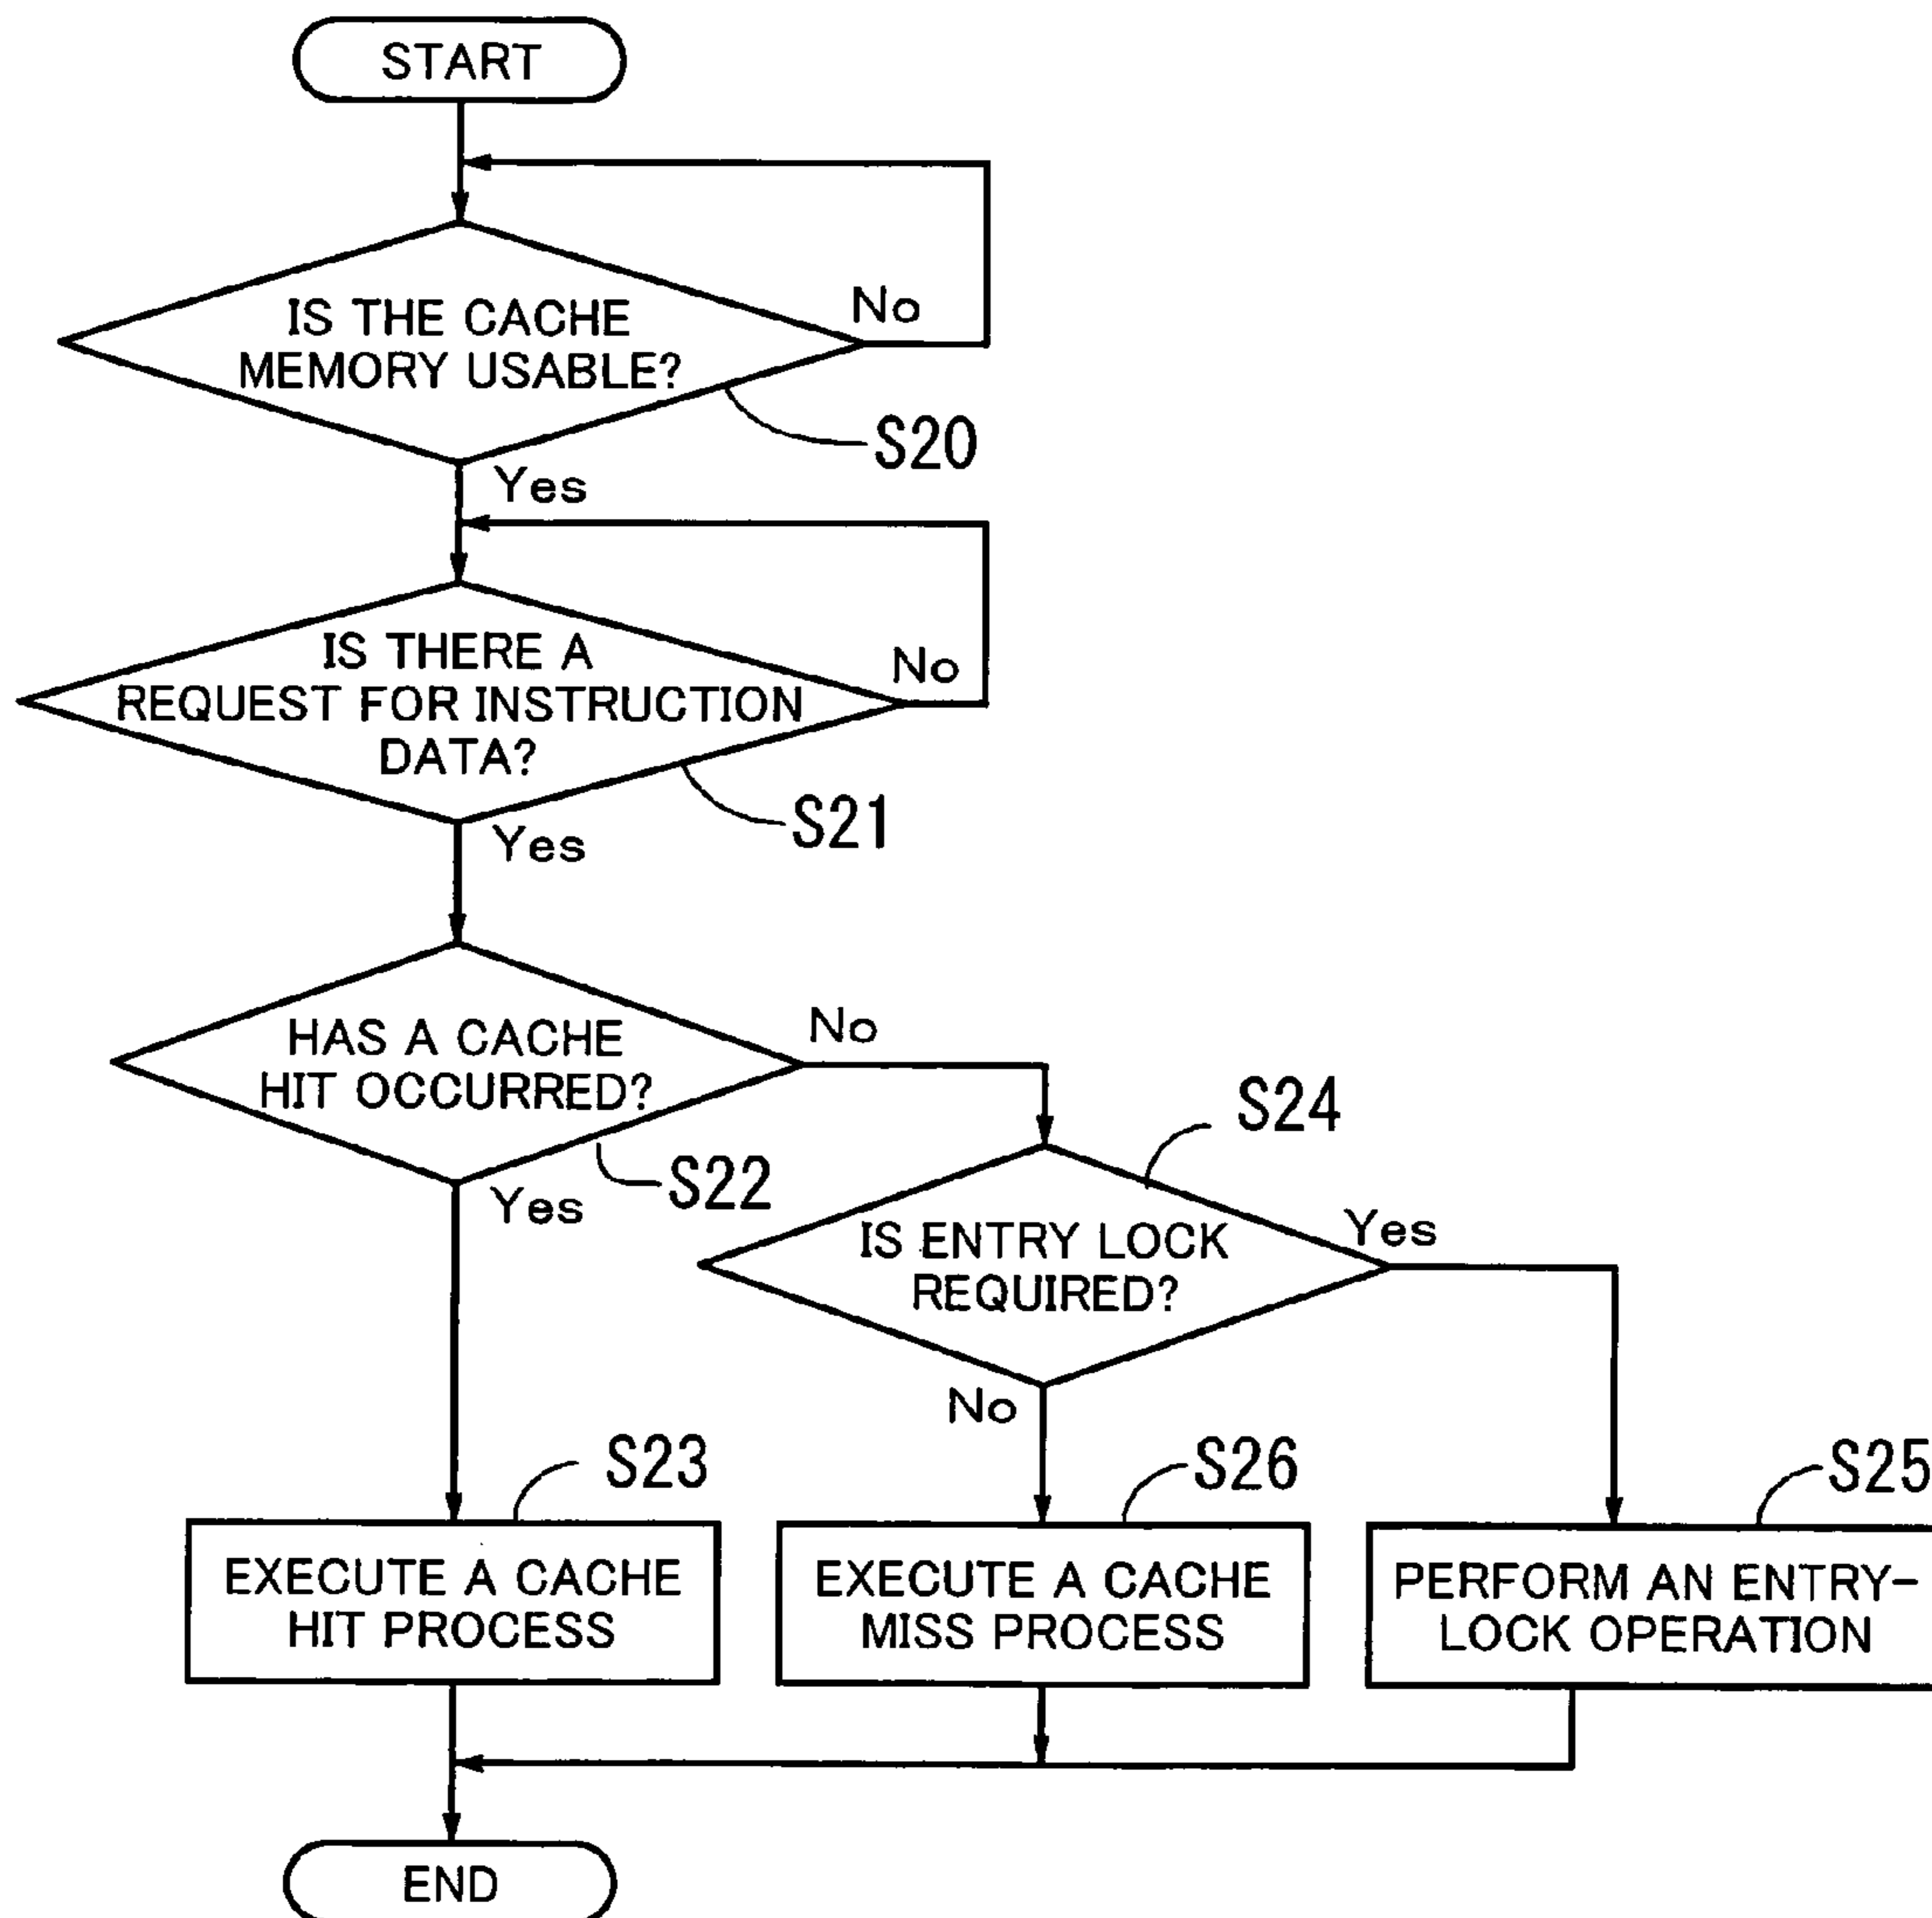 START
IS THE CACHE
MEMORY USABLE?
No
S20
Yes
IS THERE A
REQUEST FOR INSTRUCTION
DATA?
No
S21
Yes
HAS A CACHE
HIT OCCURRED?
No
S22
Yes
S24
IS ENTRY LOCK
REQUIRED?
Yes
No
S23
EXECUTE A CACHE
HIT PROCESS
S26
EXECUTE A CACHE
MISS PROCESS
S25
PERFORM AN ENTRY-
LOCK OPERATION
END